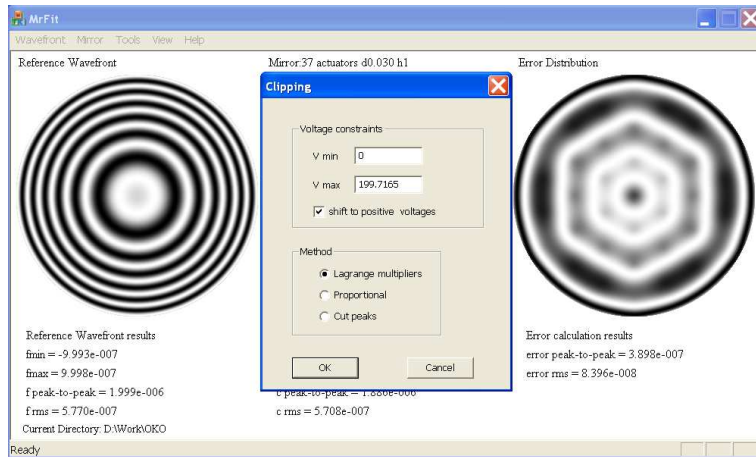 MrFit
Wavefront Mirror Tools View Help
Reference Wavefront
Mirror:37 actuators d0.030 h1
Error Distribution
Clipping
Voltage constraints
V min 0
V max 199.7165
shift to positive voltages
Method
Lagrange multipliers
Proportional
Cut peaks
OK Cancel
Reference Wavefront results
fmin = -9.993e-007
fmax = 9.998e-007
f peak-to-peak = 1.999e-006
f rms = 5.770e-007
Current Directory: D:\Work\OKO
c peak-to-peak = 1.886e-006
c rms = 5.708e-007
Error calculation results
error peak-to-peak = 3.898e-007
error rms = 8.396e-008
Ready